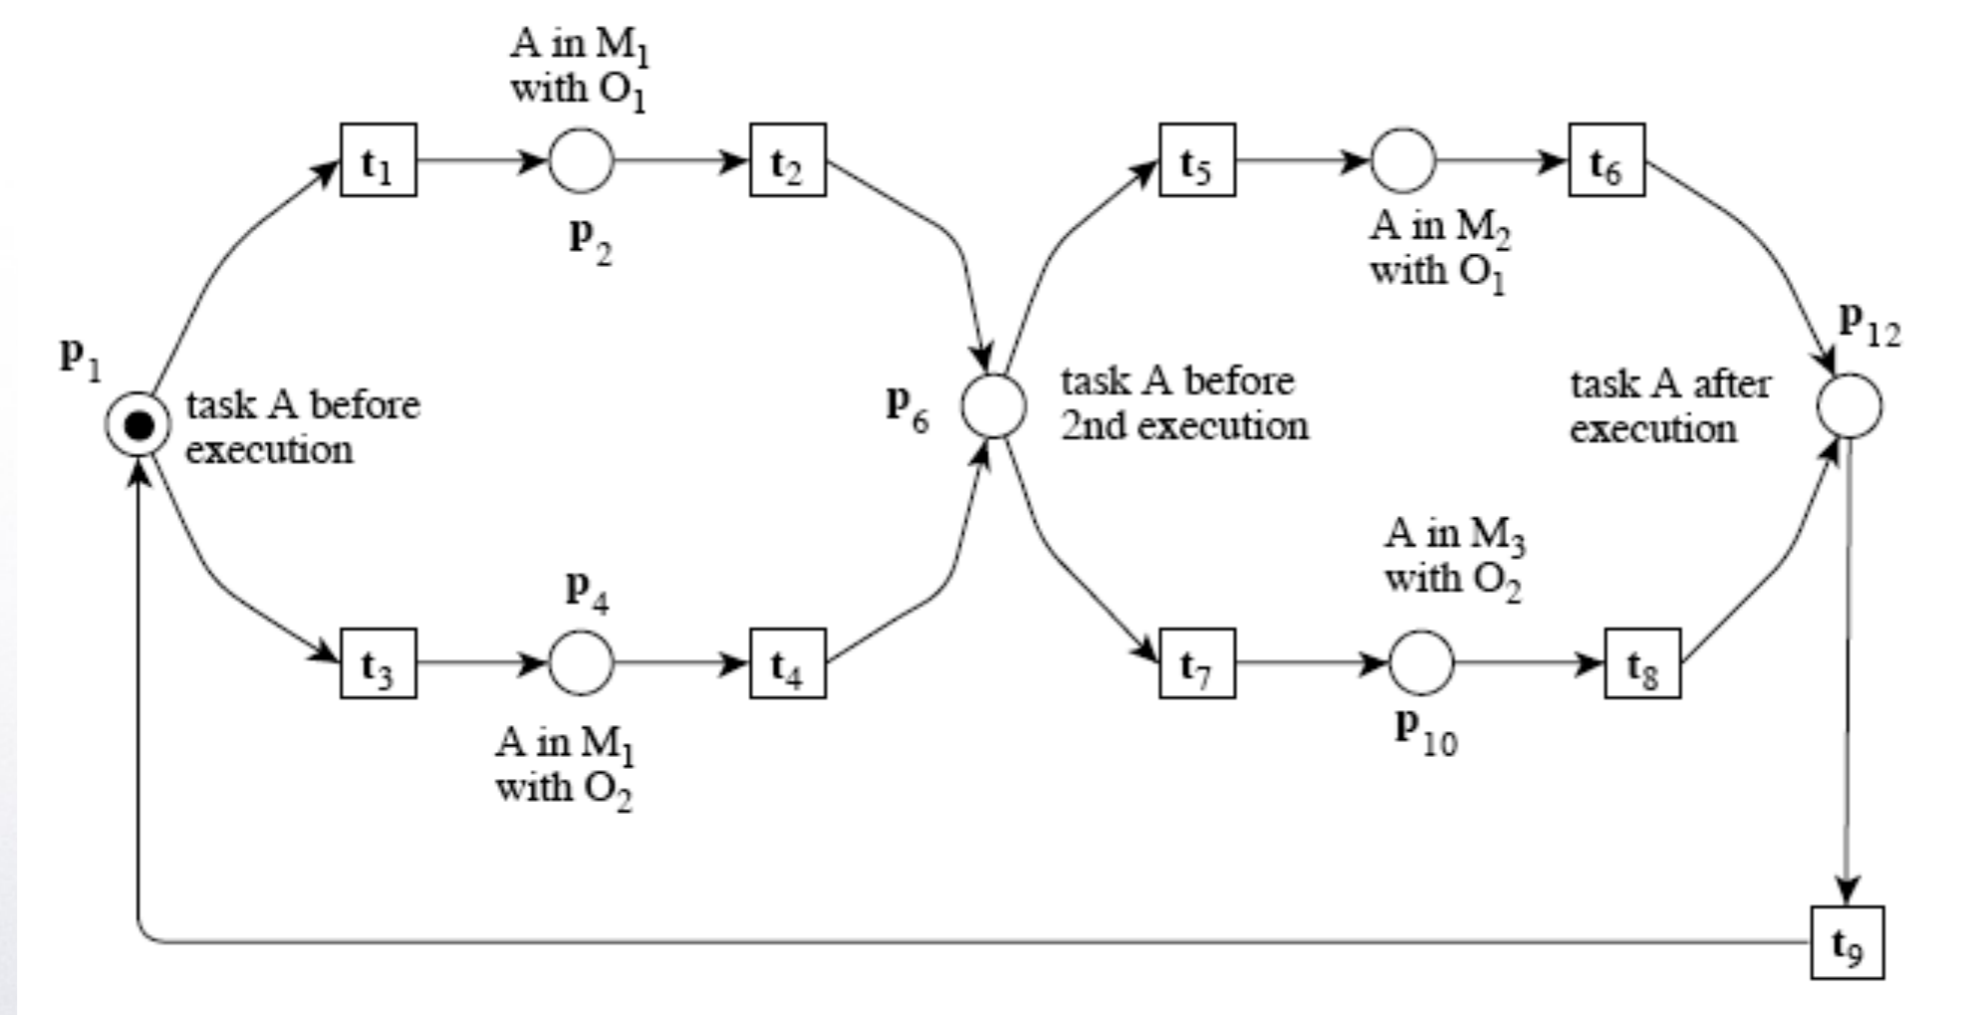 A in M₁
with O₁
t₁
t₂
p₂
t₅
t₆
A in M₂
with O₁
p₁
task A before
execution
p₆
task A before
2nd execution
task A after
execution
p₁₂
p₄
t₃
t₄
A in M₁
with O₂
A in M₃
with O₂
t₇
t₈
p₁₀
t₉